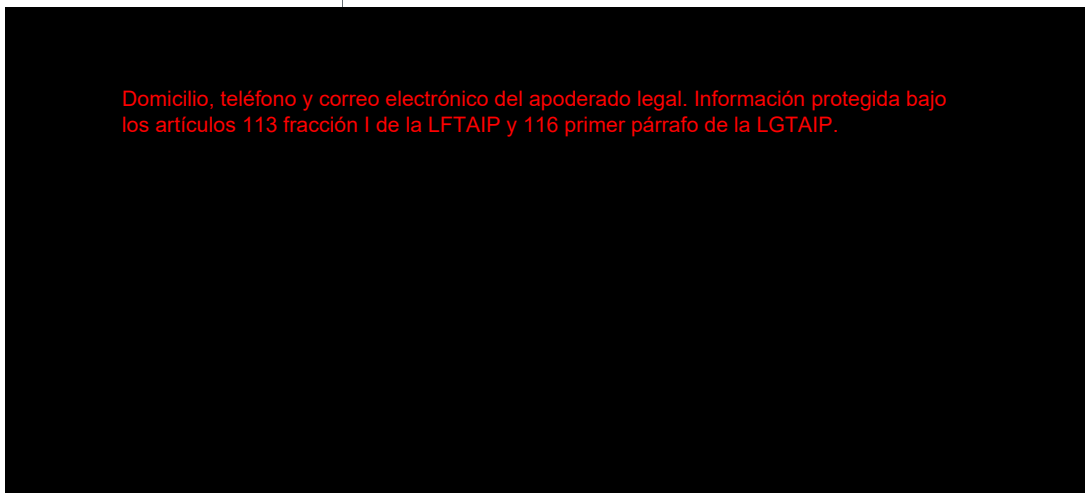 Domicilio, teléfono y correo electrónico del apoderado legal. Información protegida bajo
los artículos 113 fracción I de la LFTAIP y 116 primer párrafo de la LGTAIP.